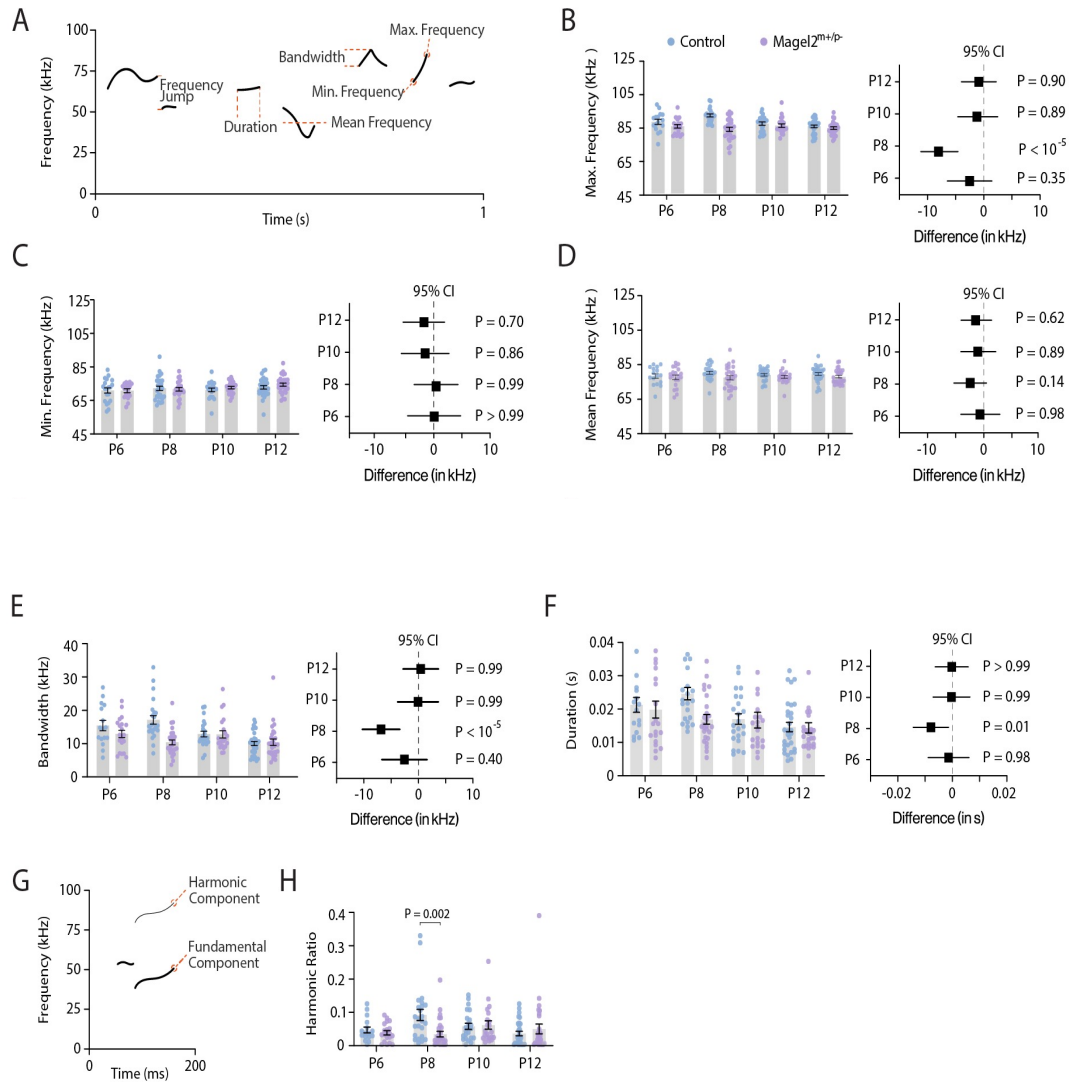 A
Frequency (kHz)
100
75
50
25
0
0
1
Time (s)
Frequency
Jump
Duration
Bandwidth
Min. Frequency
Max. Frequency
Mean Frequency
B
Control
Magel2m+/p-
Max. Frequency (KHz )
125
105
85
65
45
P6
P8
P10
P12
95% CI
P12
P = 0.90
P10
P = 0.89
P8
P < 10-5
P6
P = 0.35
-10
0
10
Difference (in kHz)
C
Min. Frequency (kHz)
125
105
85
65
45
P6
P8
P10
P12
95% CI
P12
P = 0.70
P10
P = 0.86
P8
P = 0.99
P6
P > 0.99
-10
0
10
Difference (in kHz)
D
Mean Frequency (kHz )
125
105
85
65
45
P6
P8
P10
P12
95% CI
P12
P = 0.62
P10
P = 0.89
P8
P = 0.14
P6
P = 0.98
-10
0
10
Difference (in kHz)
E
Bandwidth (kHz)
40
30
20
10
0
P6
P8
P10
P12
95% CI
P12
P = 0.99
P10
P = 0.99
P8
P < 10-5
P6
P = 0.40
-10
0
10
Difference (in kHz)
F
Duration (s)
0.04
0.03
0.02
0.01
0
P6
P8
P10
P12
95% CI
P12
P > 0.99
P10
P = 0.99
P8
P = 0.01
P6
P = 0.98
-0.02
0
0.02
Difference (in s)
G
Frequency (kHz)
100
75
50
25
0
0
200
Time (ms)
Harmonic
Component
Fundamental
Component
H
Harmonic Ratio
0.4
0.3
0.2
0.1
0
P = 0.002
P6
P8
P10
P12